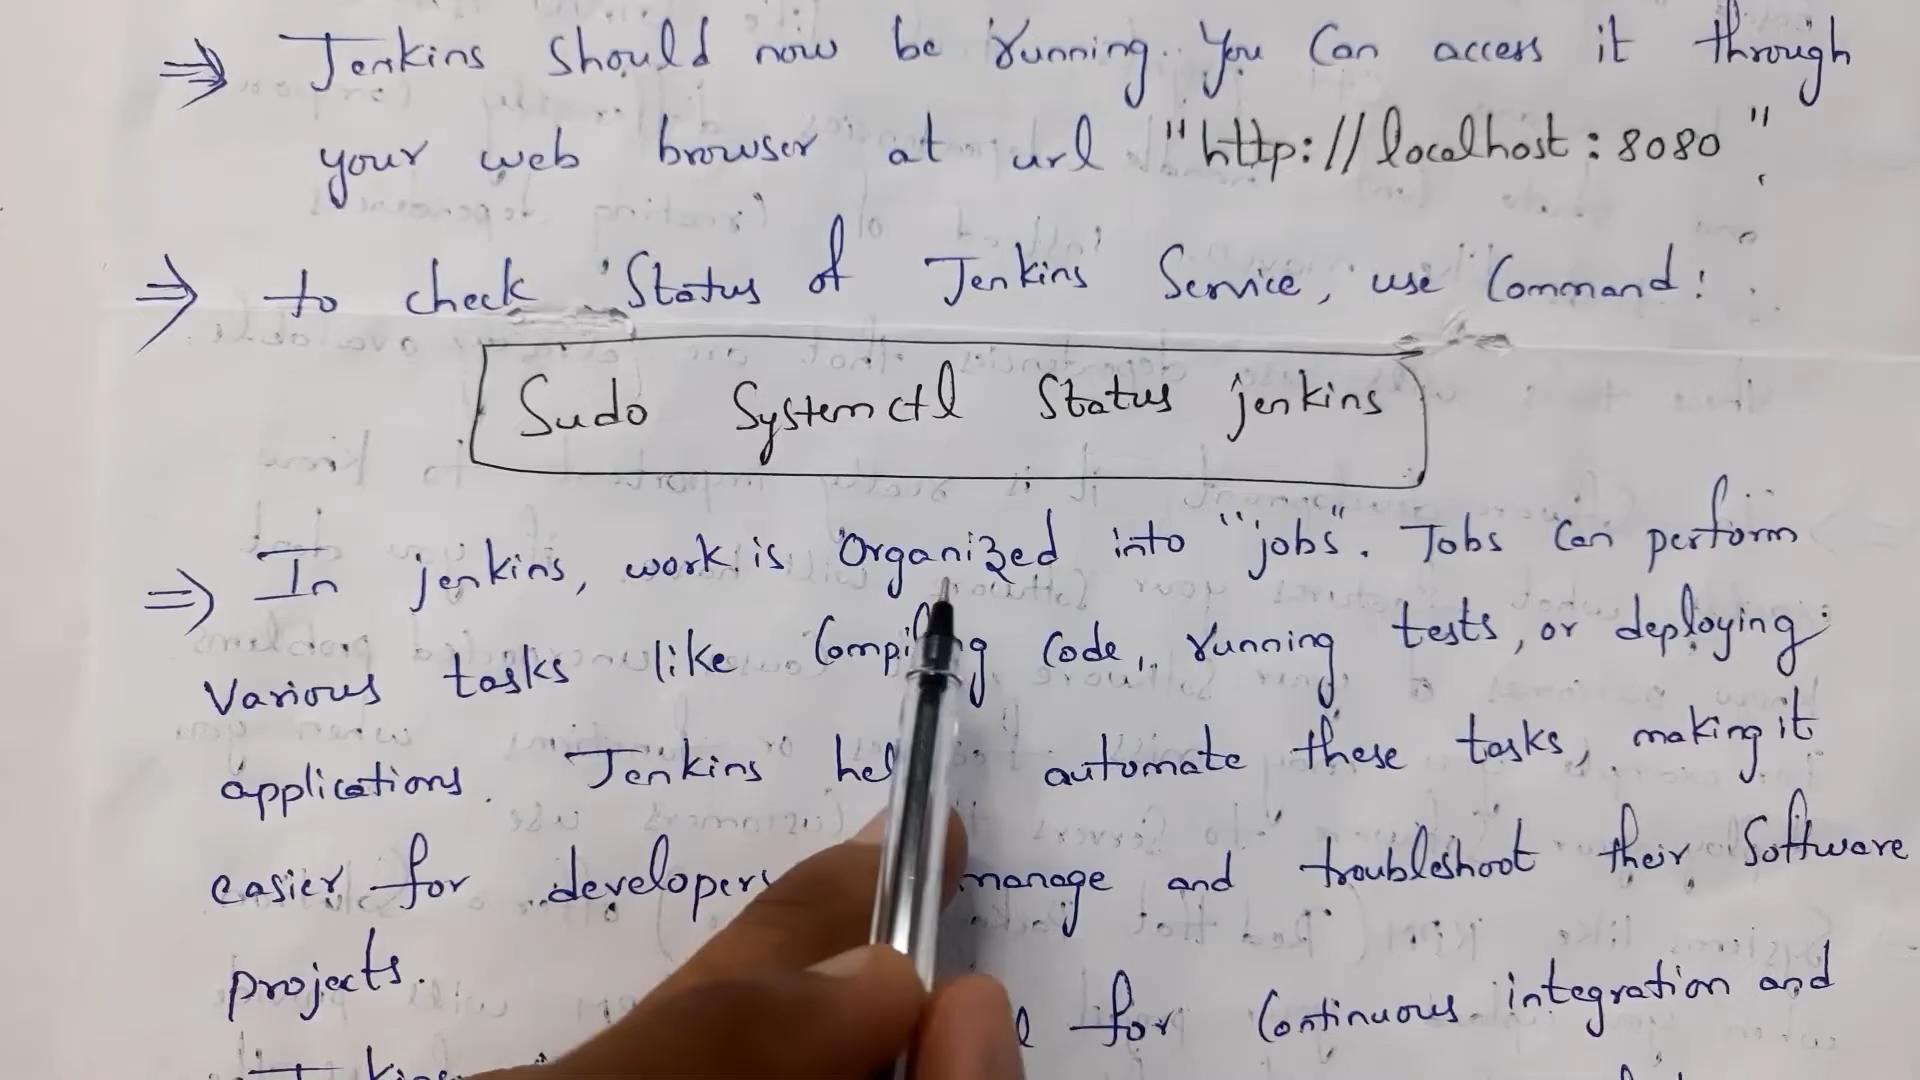 ⇒ Jenkins should now be running. You can access it through
your web browser at url "http://localhost:8080".
⇒ to check Status of Jenkins Service, use Command:
Sudo Systemctl Status jenkins
⇒ In jenkins, work is Organized into "jobs". Jobs can perform
Various tasks like Compiling Code, running tests, or deploying
applications. Jenkins automate these tasks, making it
easier for developers manage and troubleshoot their Software
projects.
for Continuous integration and